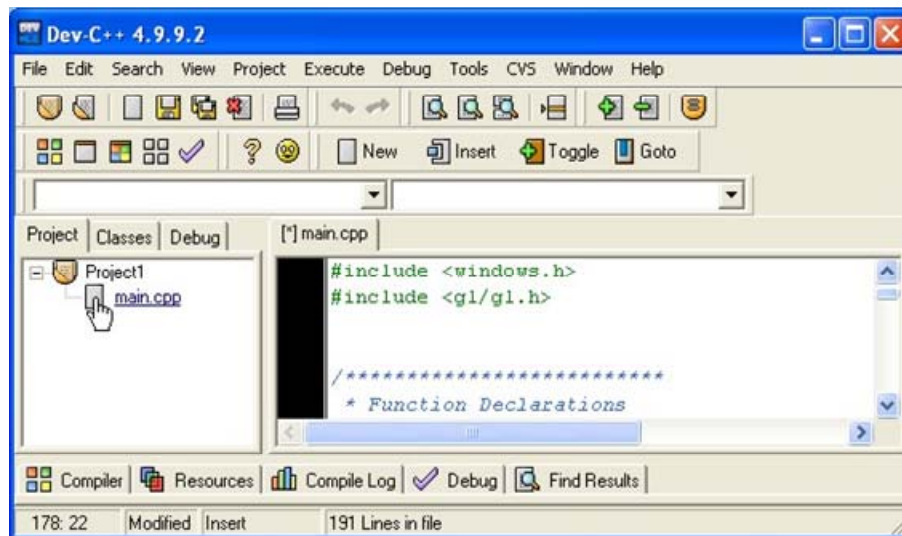 Dev-C++ 4.9.9.2
File Edit Search View Project Execute Debug Tools CVS Window Help
New Insert Toggle Goto
Project Classes Debug
[*] main.cpp
Project1
main.cpp
#include <windows.h>
#include <gl/gl.h>
/**************************
* Function Declarations
Compiler Resources Compile Log Debug Find Results
178: 22 Modified Insert 191 Lines in file